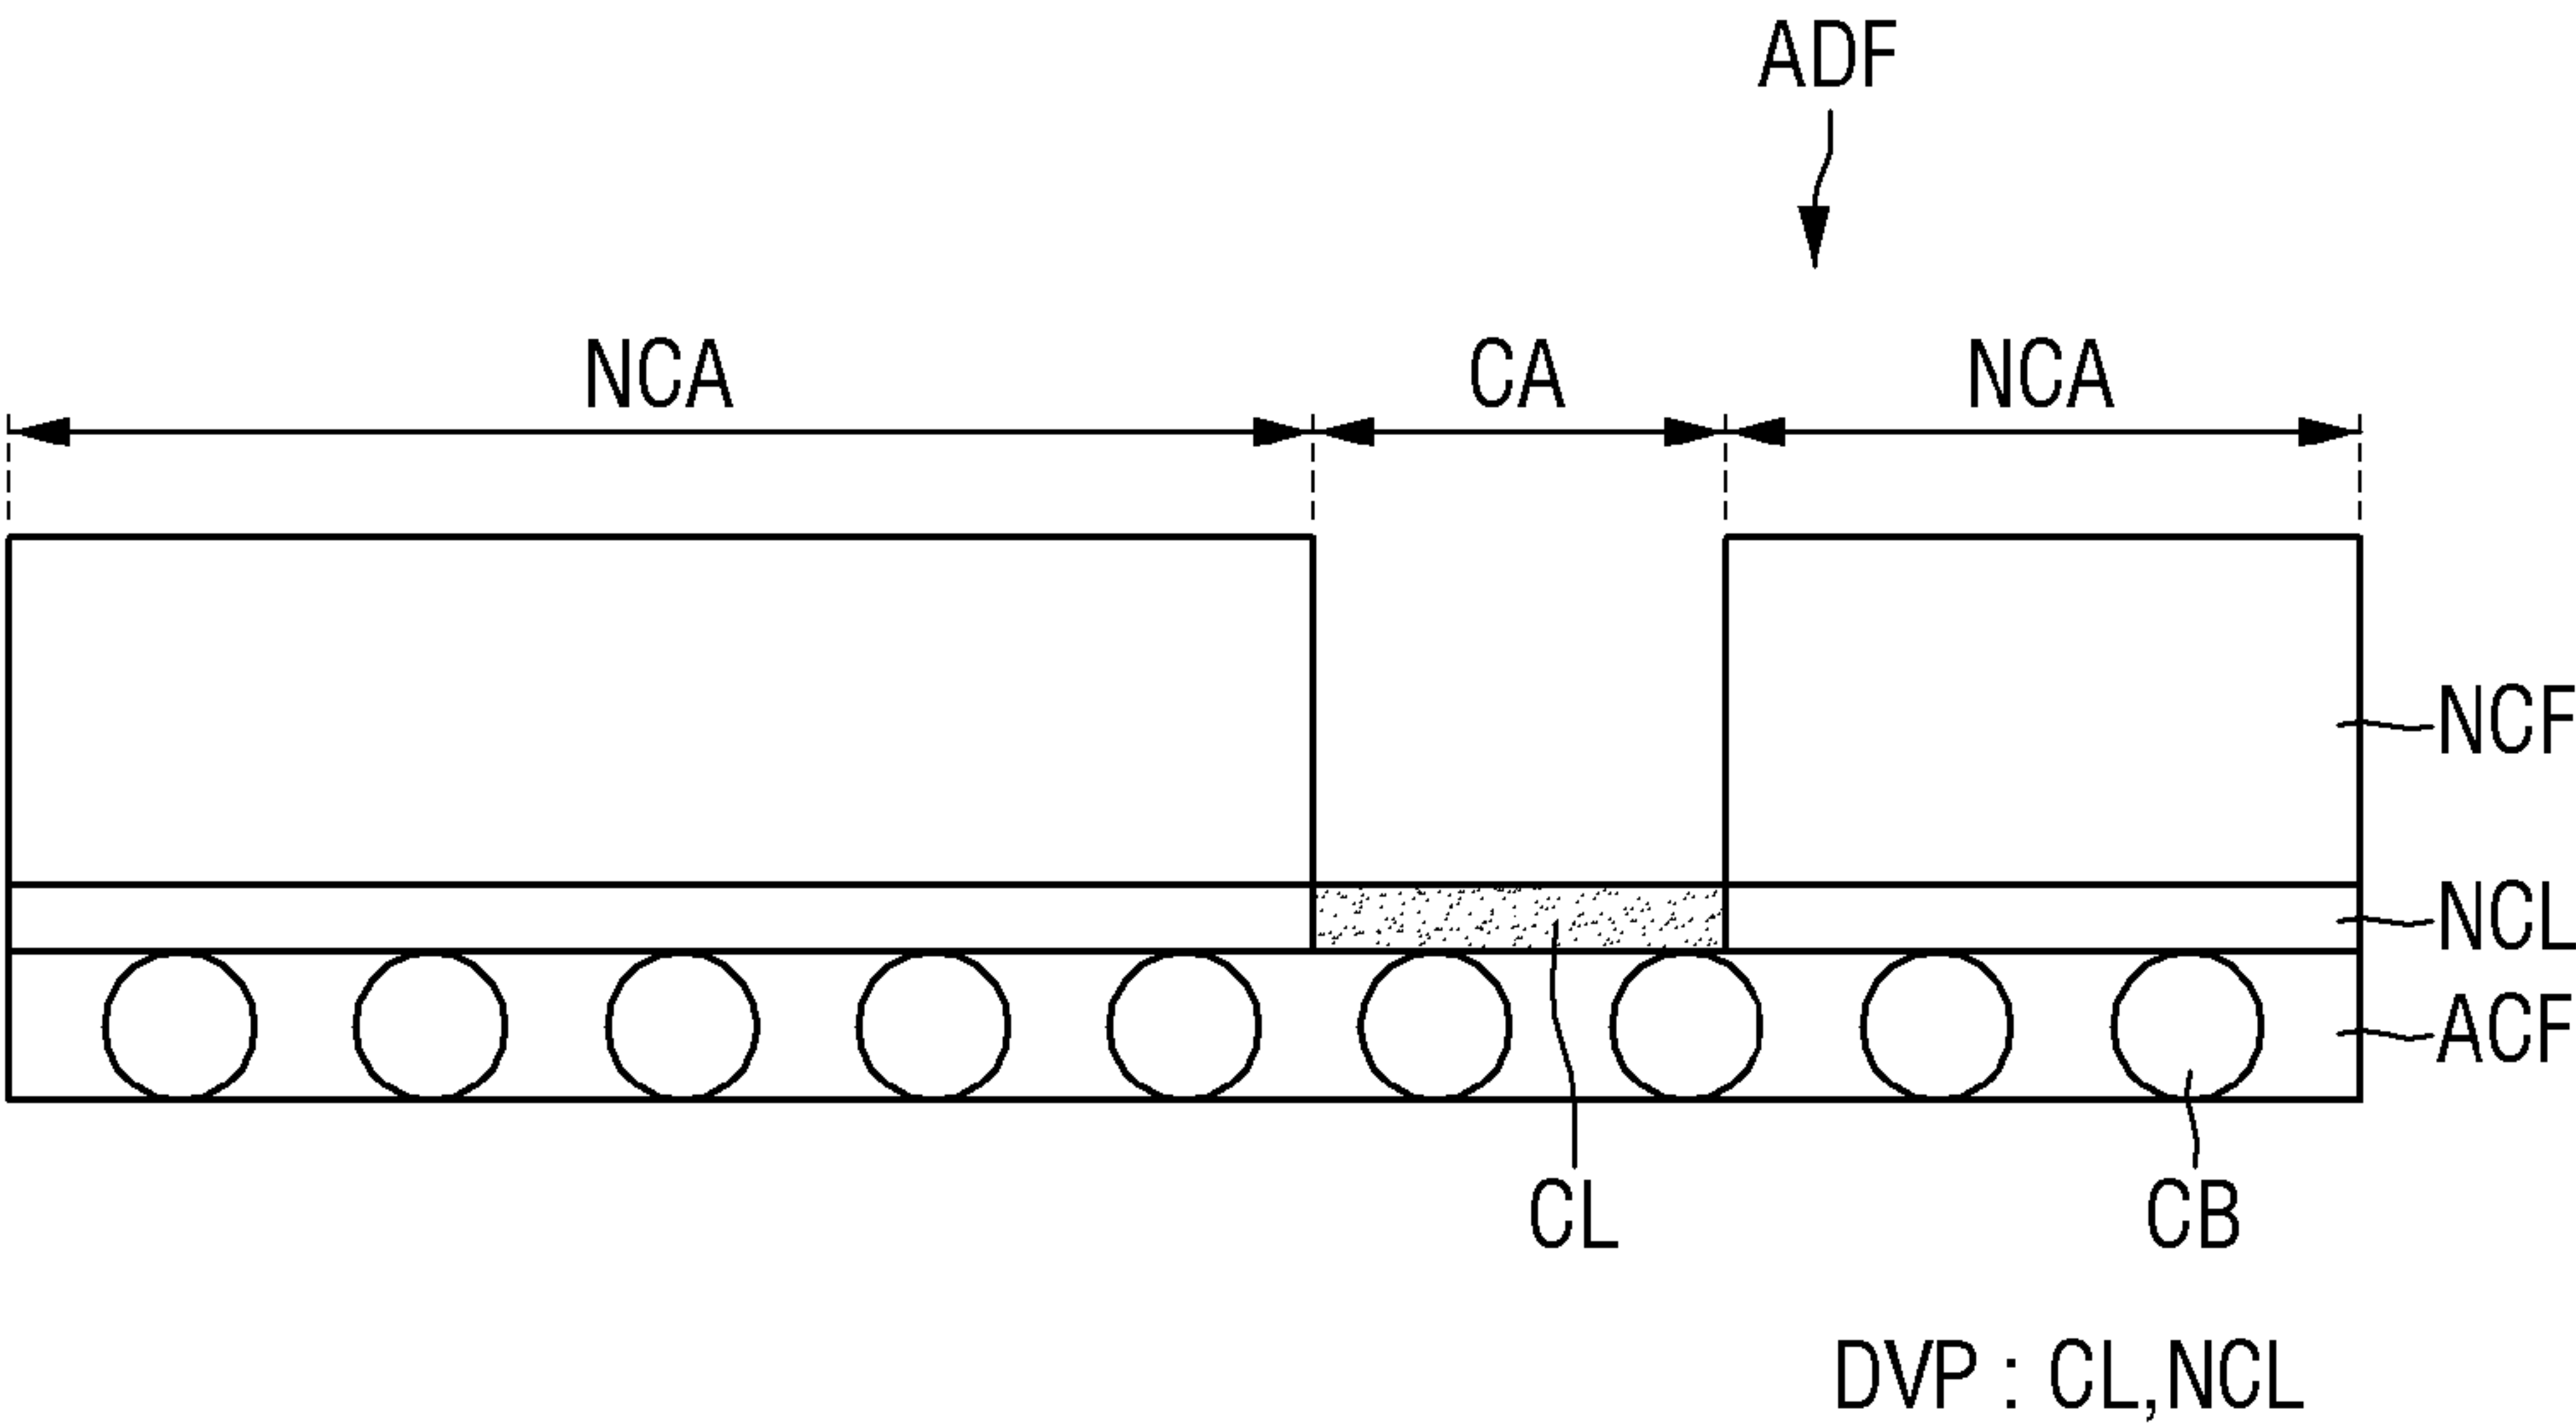 ADF
NCA CA NCA
NCF
NCL
ACF
CL CB
DVP : CL,NCL